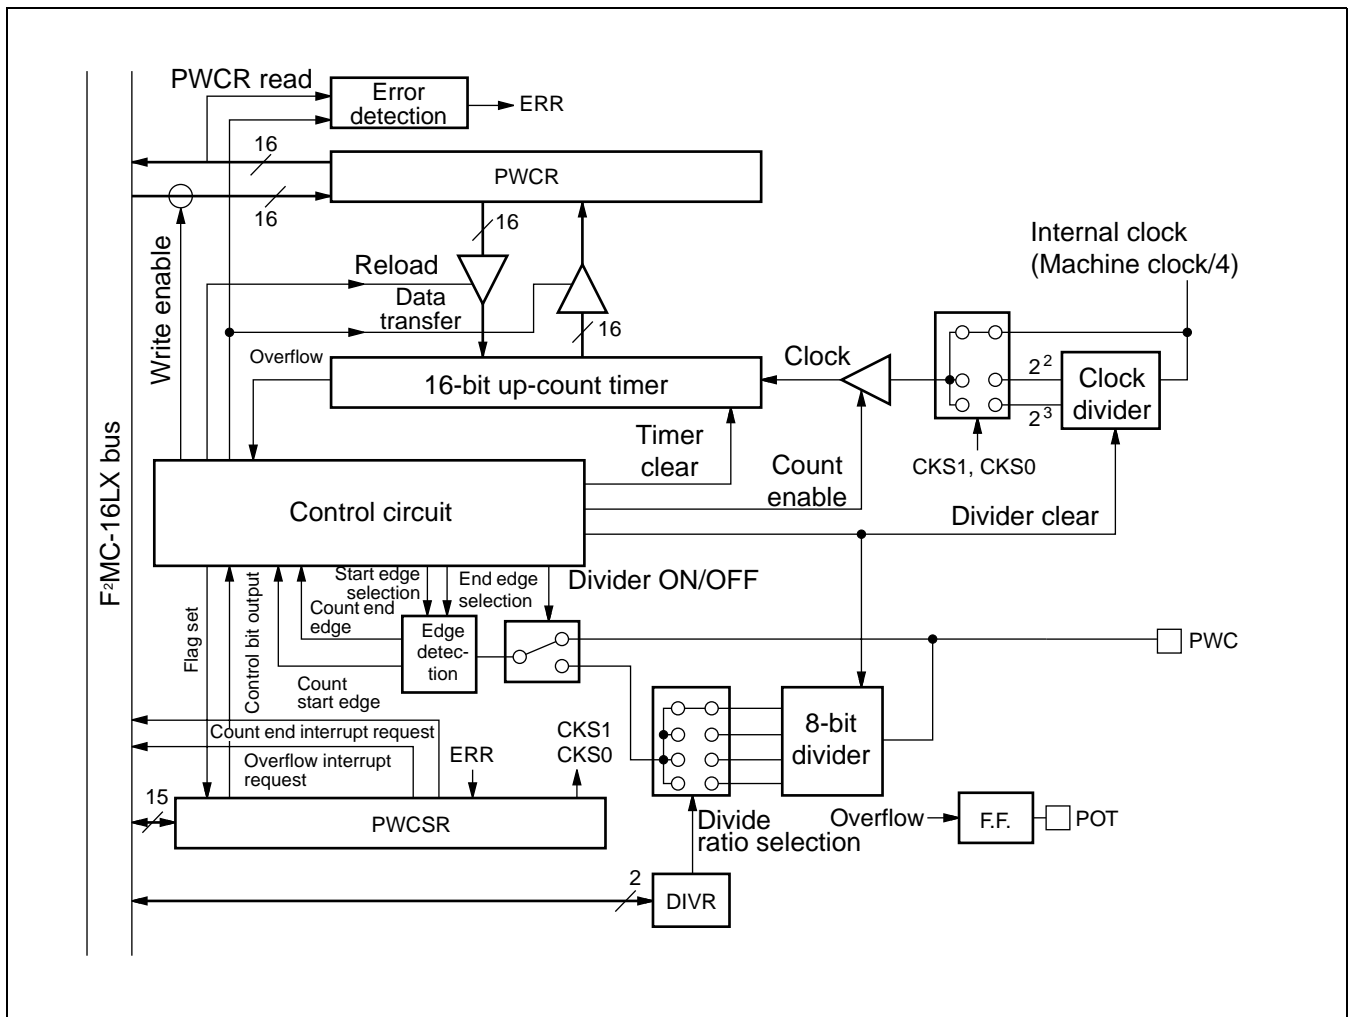 PWCR read
Error
detection
ERR
16
PWCR
16
16
Internal clock
(Machine clock/4)
Write enable
Reload
Data
transfer
16
Overflow
Clock
16-bit up-count timer
2²
Clock
divider
2³
Timer
clear
CKS1, CKS0
Count
enable
F²MC-16LX bus
Control circuit
Divider clear
Start edge
selection
End edge
selection
Divider ON/OFF
Flag set
Control bit output
Count end
edge
Edge
detec-
tion
PWC
Count
start edge
Count end interrupt request
CKS1
CKS0
8-bit
divider
Overflow interrupt
request
ERR
15
PWCSR
Divide
ratio selection
Overflow
F.F.
POT
2
DIVR